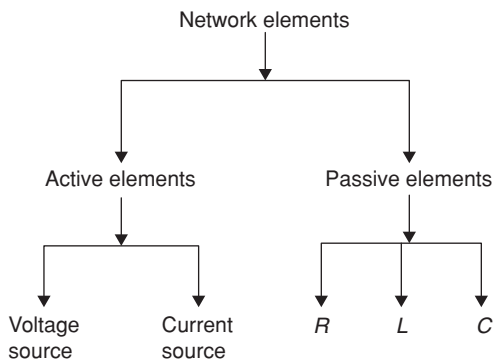 Network elements
Active elements
Passive elements
Voltage source
Current source
R
L
C